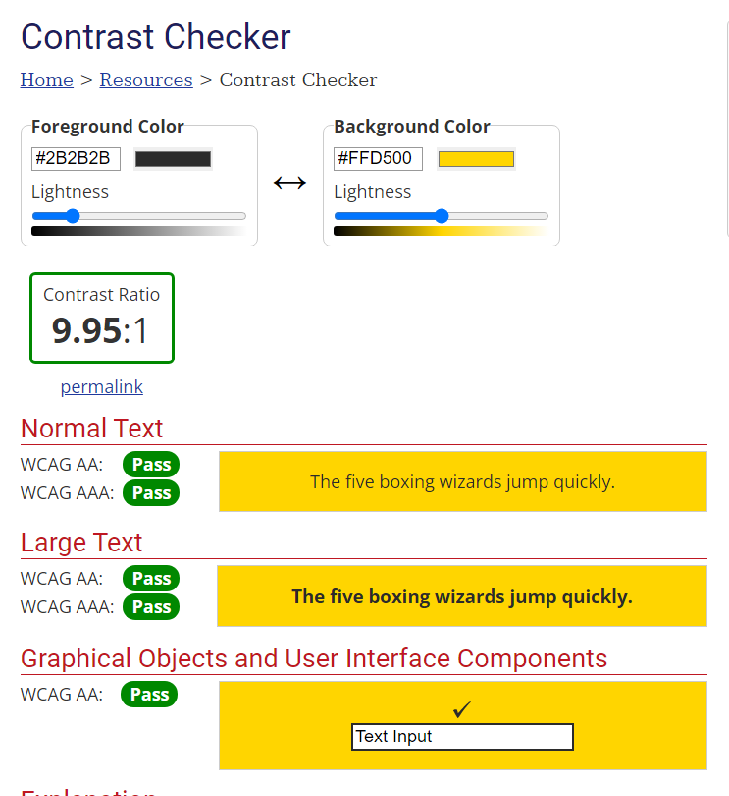 Contrast Checker
Home > Resources > Contrast Checker
Foreground Color
#2B2B2B
Lightness
Background Color
#FFD500
Lightness
Contrast Ratio
9.95:1
permalink
Normal Text
WCAG AA: Pass
WCAG AAA: Pass
The five boxing wizards jump quickly.
Large Text
WCAG AA: Pass
WCAG AAA: Pass
The five boxing wizards jump quickly.
Graphical Objects and User Interface Components
WCAG AA: Pass
Text Input